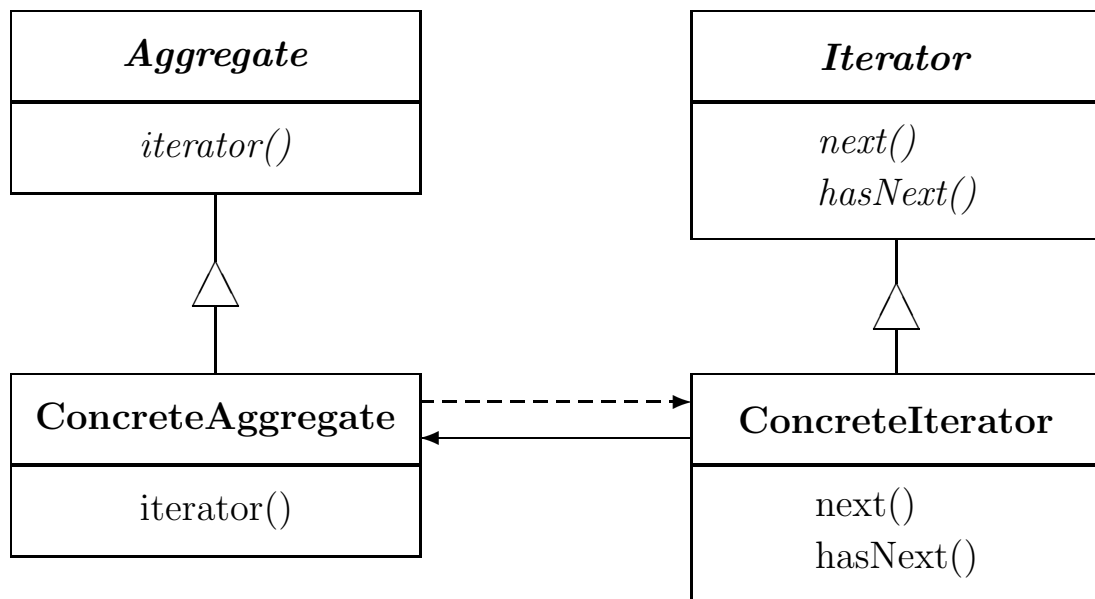 Aggregate
iterator()
Iterator
next()
hasNext()
ConcreteAggregate
iterator()
ConcreteIterator
next()
hasNext()